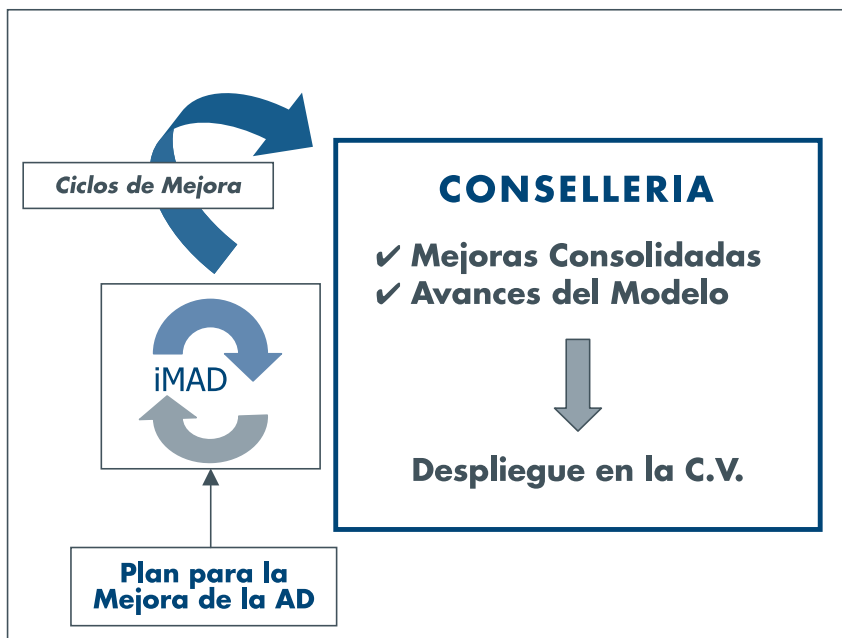 Ciclos de Mejora
CONSELLERIA
✔ Mejoras Consolidadas
✔ Avances del Modelo
iMAD
Despliegue en la C.V.
Plan para la
Mejora de la AD